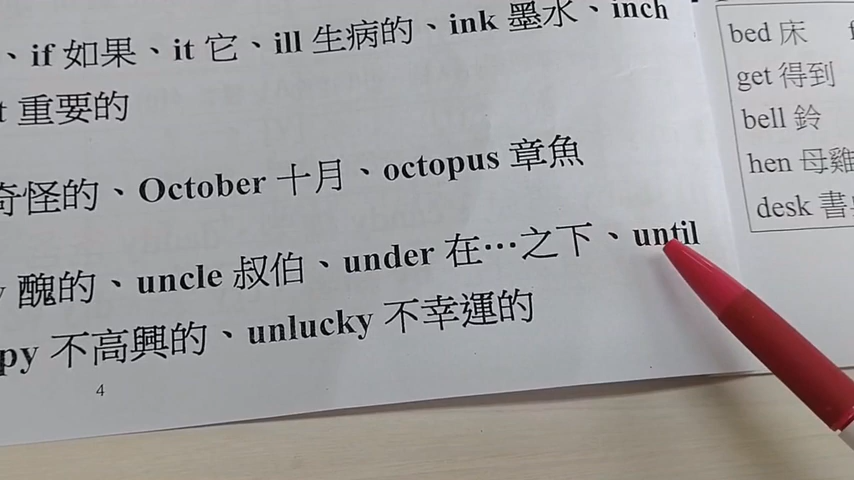 、if 如果、it 它、ill 生病的、ink 墨水、inch
重要的
奇怪的、October 十月、octopus 章魚
醜的、uncle 叔伯、under 在…之下、until
不高興的、unlucky 不幸運的
4
bed 床
get 得到
bell 鈴
hen 母雞
desk 書